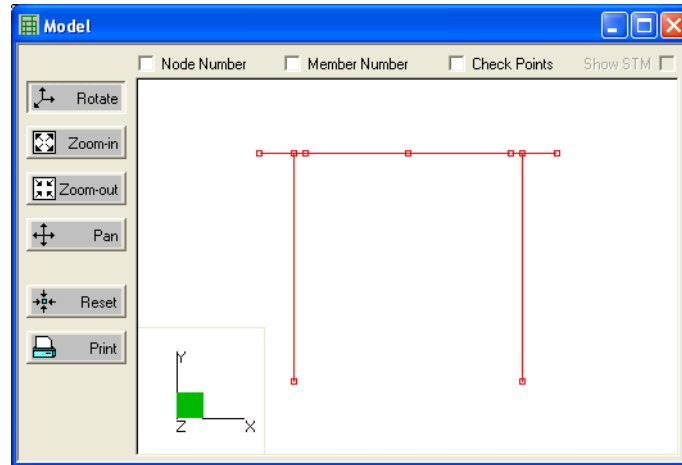 Model
Node Number Member Number Check Points Show STM
Rotate
Zoom-in
Zoom-out
Pan
Reset
Print
Y
Z X